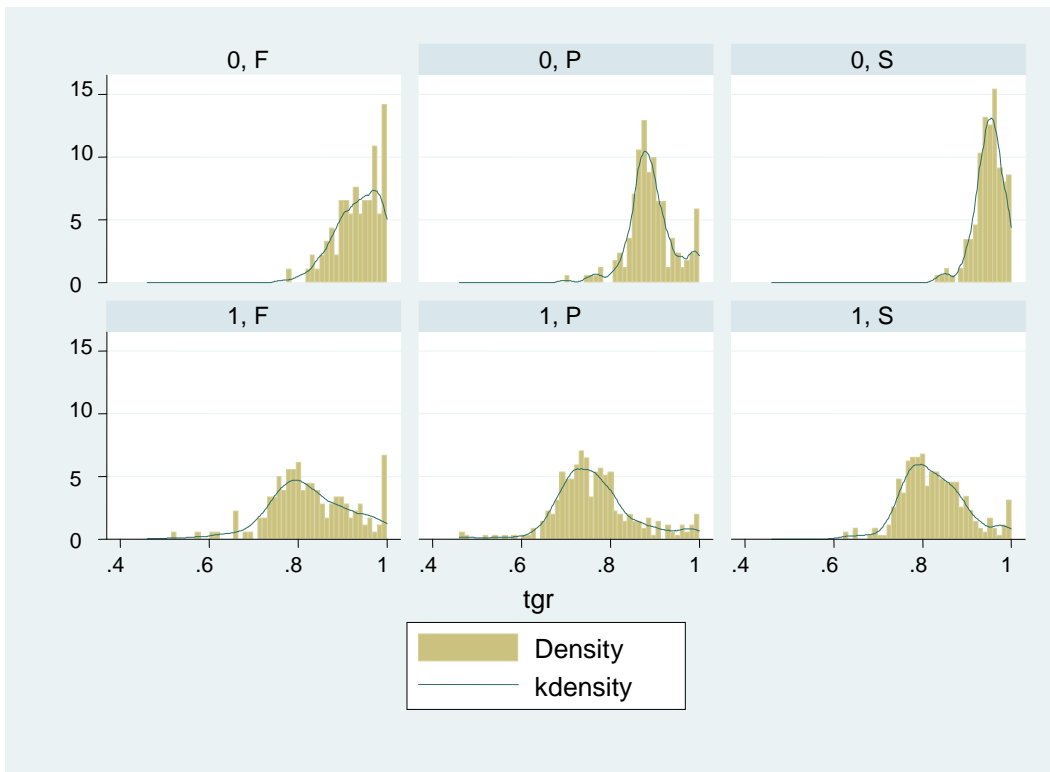 0, F
0, P
0, S
15
10
5
0
1, F
1, P
1, S
15
10
5
0
.4 .6 .8 1
.4 .6 .8 1
.4 .6 .8 1
tgr
Density
kdensity